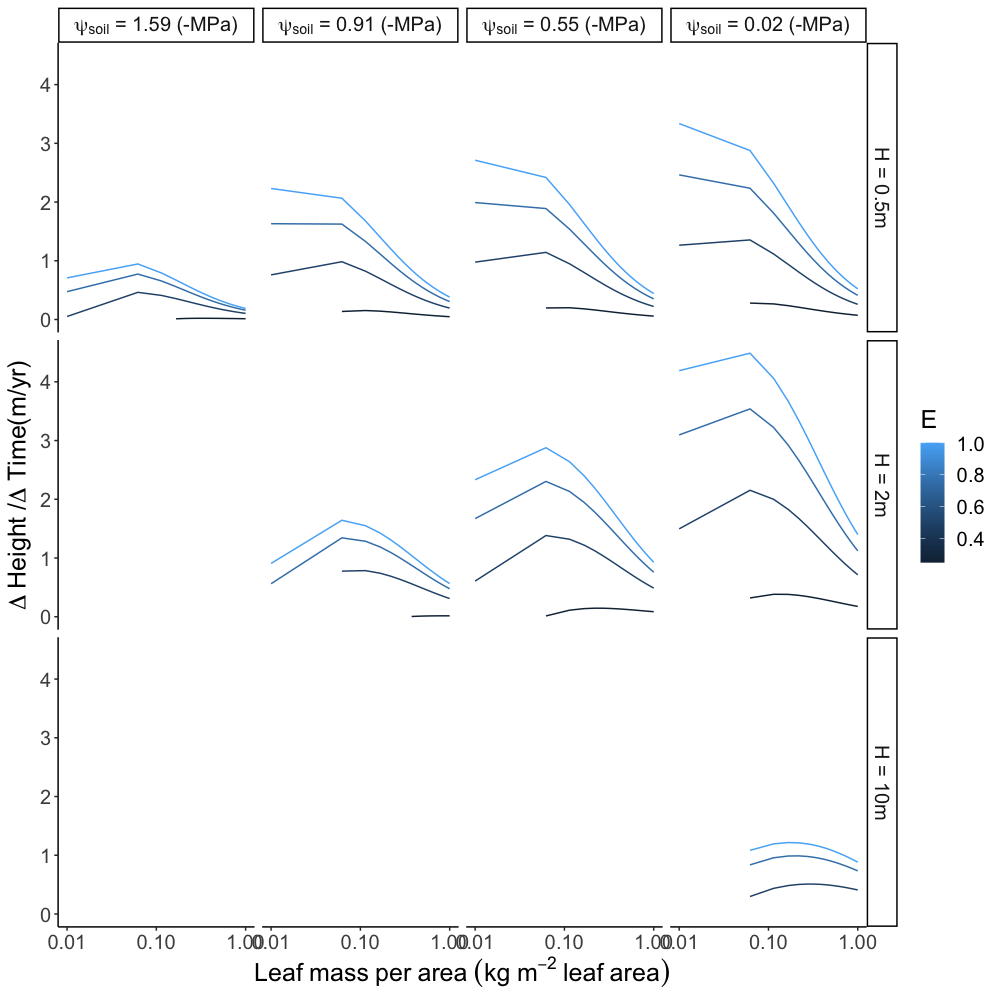 ψsoil = 1.59 (-MPa)
ψsoil = 0.91 (-MPa)
ψsoil = 0.55 (-MPa)
ψsoil = 0.02 (-MPa)
4
3
2
1
0
H = 0.5m
4
3
2
1
0
H = 2m
4
3
2
1
0
H = 10m
Δ Height /Δ Time(m/yr)
E
1.0
0.8
0.6
0.4
0.01 0.10 1.00
0.01 0.10 1.00
0.01 0.10 1.00
0.01 0.10 1.00
Leaf mass per area (kg m⁻² leaf area)